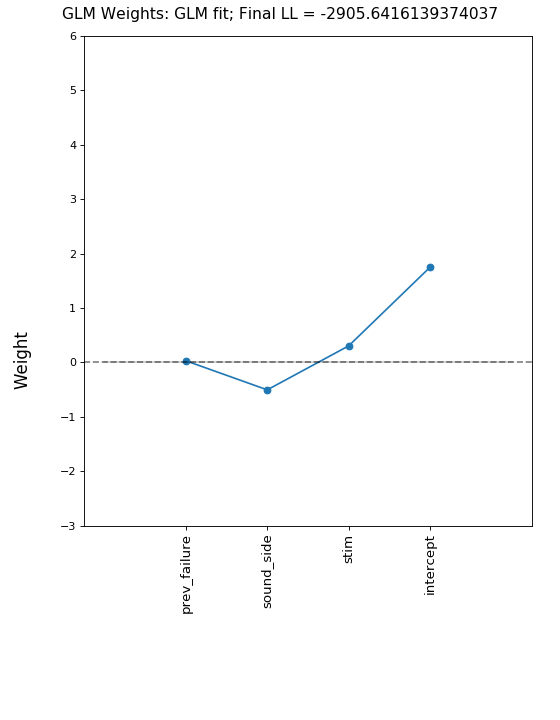 GLM Weights: GLM fit; Final LL = -2905.6416139374037
6
5
4
3
2
1
0
−1
−2
−3
Weight
prev_failure
sound_side
stim
intercept